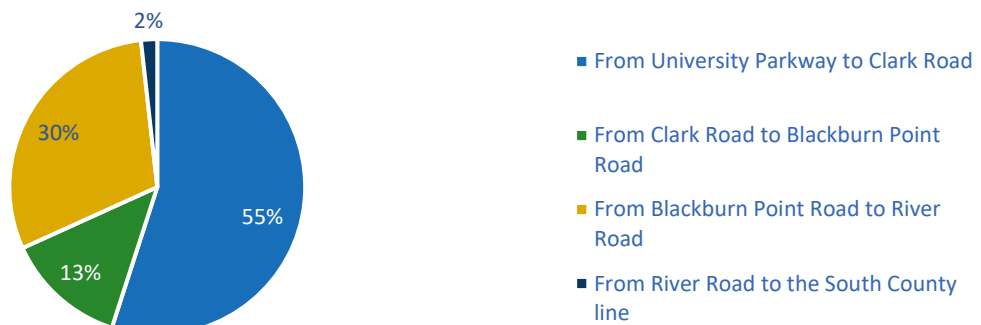 2%
30%
55%
13%
From University Parkway to Clark Road
From Clark Road to Blackburn Point
Road
From Blackburn Point Road to River
Road
From River Road to the South County
line